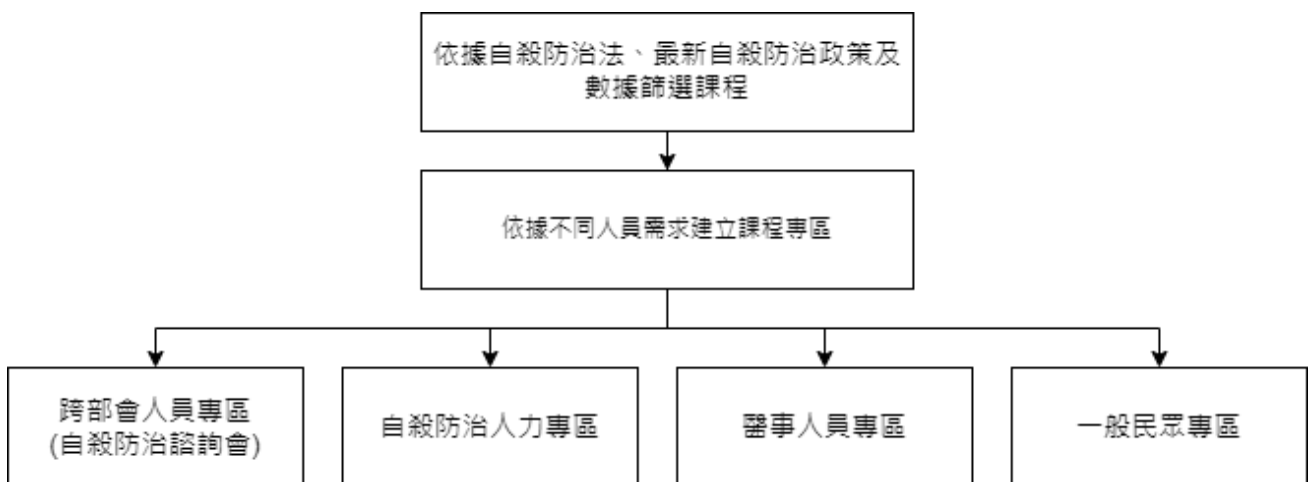 依據自殺防治法、最新自殺防治政策及
數據篩選課程
依據不同人員需求建立課程專區
跨部會人員專區
(自殺防治諮詢會)
自殺防治人力專區
醫事人員專區
一般民眾專區